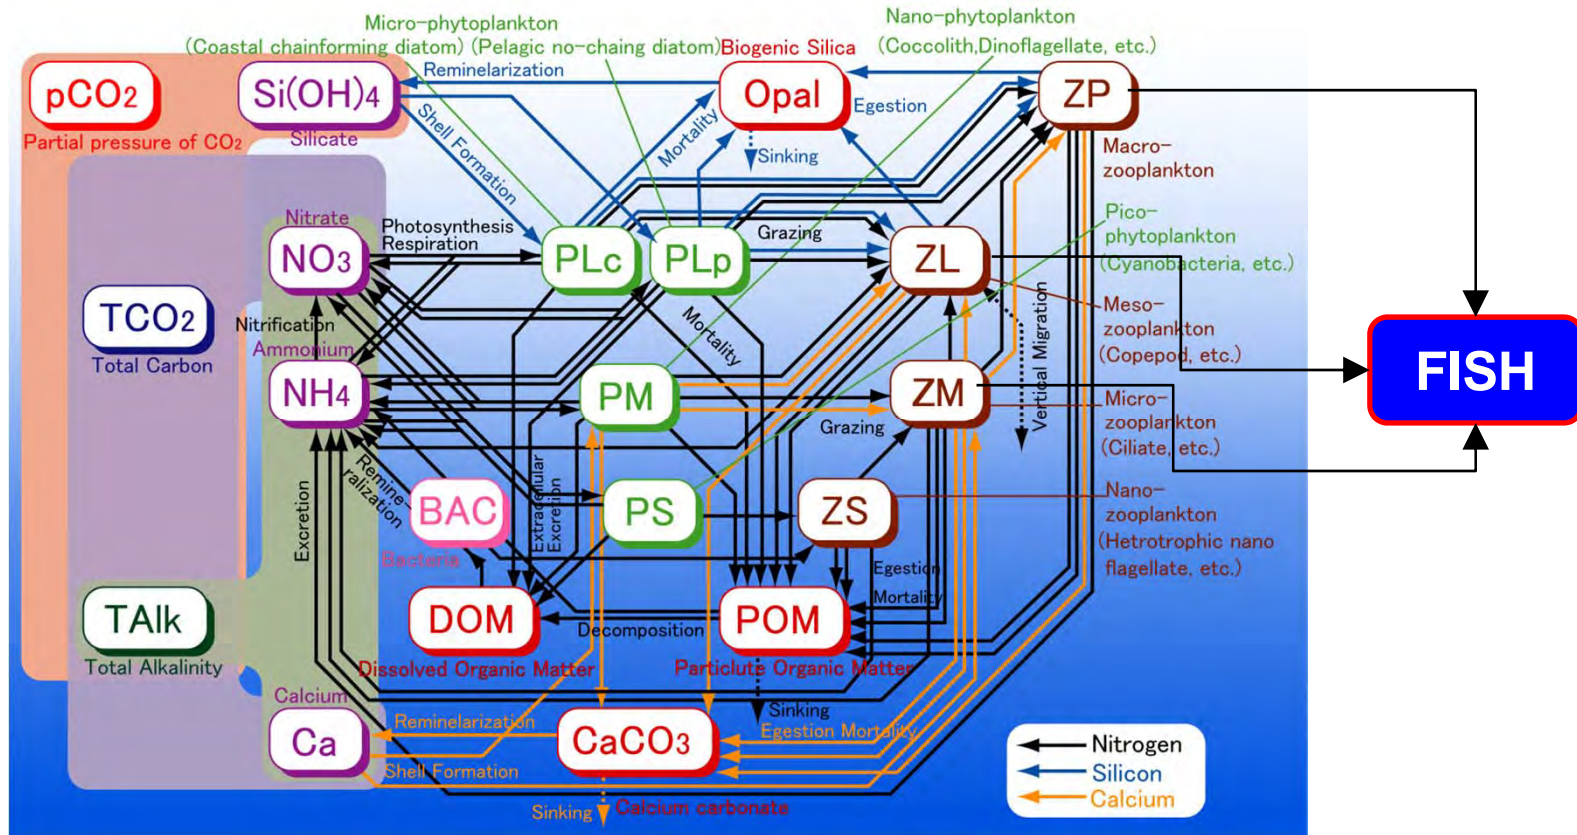 Micro-phytoplankton
(Coastal chainforming diatom) (Pelagic no-chaing diatom)
Nano-phytoplankton
(Coccolith,Dinoflagellate, etc.)
Biogenic Silica
Reminelarization
pCO2
Partial pressure of CO2
Si(OH)4
Silicate
Opal
Egestion
ZP
Macro-
zooplankton
Shell Formation
Mortality
Sinking
Nitrate
NO3
Photosynthesis
Respiration
PLc
PLp
Grazing
ZL
Pico-
phytoplankton
(Cyanobacteria, etc.)
TCO2
Total Carbon
Nitrification
Ammonium
NH4
Mortality
Vertical Migration
Meso-
zooplankton
(Copepod, etc.)
FISH
PM
Grazing
ZM
Micro-
zooplankton
(Ciliate, etc.)
Remine-
ralization
Excretion
BAC
Bacteria
Extracellular
Excretion
PS
ZS
Nano-
zooplankton
(Hetrotrophic nano
flagellate, etc.)
Egestion
Mortality
TAlk
Total Alkalinity
DOM
Dissolved Organic Matter
Decomposition
POM
Particlute Organic Matter
Sinking
Calcium
Ca
Reminelarization
Shell Formation
CaCO3
Calcium carbonate
Sinking
Egestion Mortality
Nitrogen
Silicon
Calcium